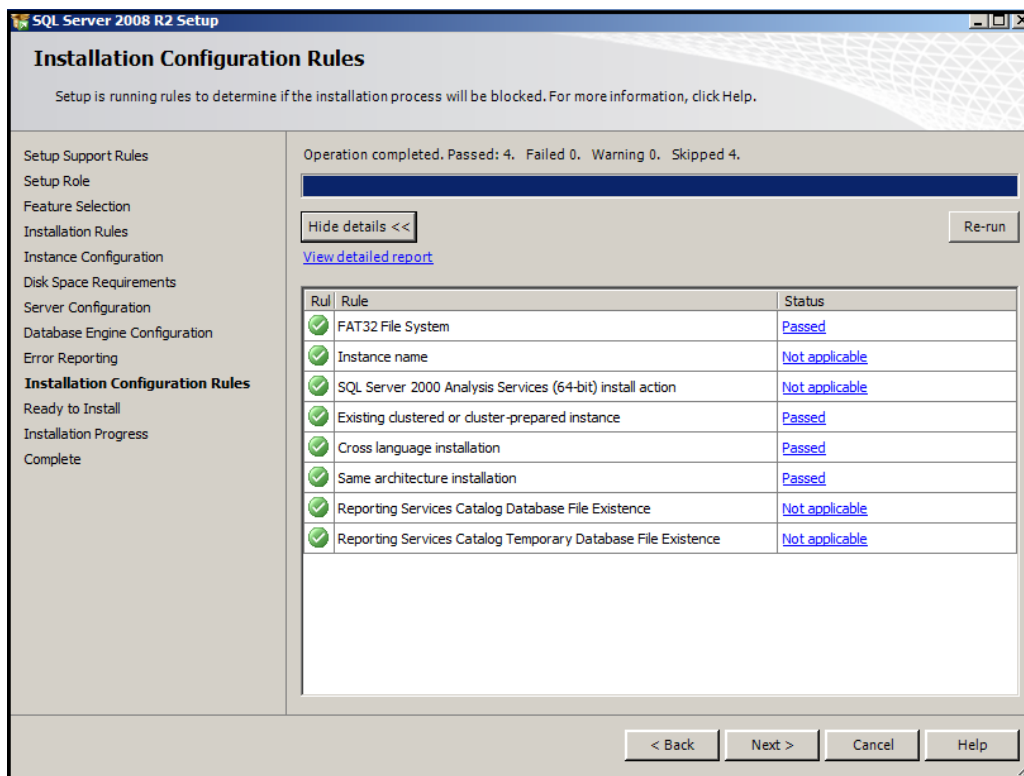 SQL Server 2008 R2 Setup
Installation Configuration Rules
Setup is running rules to determine if the installation process will be blocked. For more information, click Help.
Setup Support Rules
Setup Role
Feature Selection
Installation Rules
Instance Configuration
Disk Space Requirements
Server Configuration
Database Engine Configuration
Error Reporting
Installation Configuration Rules
Ready to Install
Installation Progress
Complete
Operation completed. Passed: 4. Failed 0. Warning 0. Skipped 4.
Hide details <<
Re-run
View detailed report
Rul Rule Status
FAT32 File System Passed
Instance name Not applicable
SQL Server 2000 Analysis Services (64-bit) install action Not applicable
Existing clustered or cluster-prepared instance Passed
Cross language installation Passed
Same architecture installation Passed
Reporting Services Catalog Database File Existence Not applicable
Reporting Services Catalog Temporary Database File Existence Not applicable
< Back Next > Cancel Help